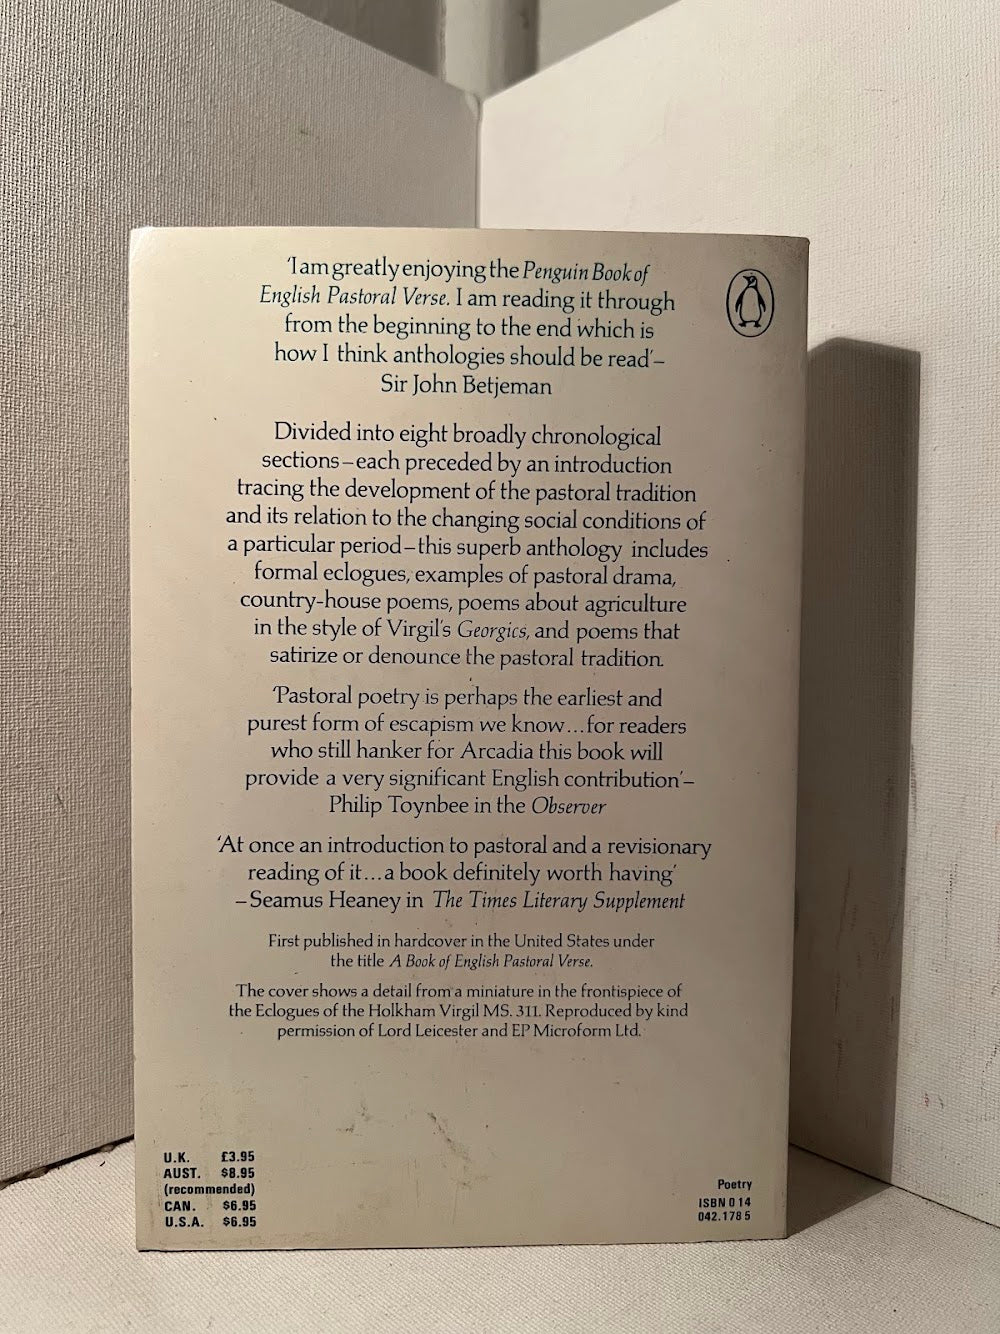 'I am greatly enjoying the Penguin Book of
English Pastoral Verse. I am reading it through
from the beginning to the end which is
how I think anthologies should be read'–
Sir John Betjeman
Divided into eight broadly chronological
sections–each preceded by an introduction
tracing the development of the pastoral tradition
and its relation to the changing social conditions of
a particular period–this superb anthology includes
formal eclogues, examples of pastoral drama,
country-house poems, poems about agriculture
in the style of Virgil's Georgics, and poems that
satirize or denounce the pastoral tradition.
'Pastoral poetry is perhaps the earliest and
purest form of escapism we know...for readers
who still hanker for Arcadia this book will
provide a very significant English contribution'–
Philip Toynbee in the Observer
'At once an introduction to pastoral and a revisionary
reading of it...a book definitely worth having'
–Seamus Heaney in The Times Literary Supplement
First published in hardcover in the United States under
the title A Book of English Pastoral Verse.
The cover shows a detail from a miniature in the frontispiece of
the Eclogues of the Holkham Virgil MS. 311. Reproduced by kind
permission of Lord Leicester and EP Microform Ltd.
U.K. £3.95
AUST. $8.95
(recommended)
CAN. $6.95
U.S.A. $6.95
Poetry
ISBN 0 14
042.178 5